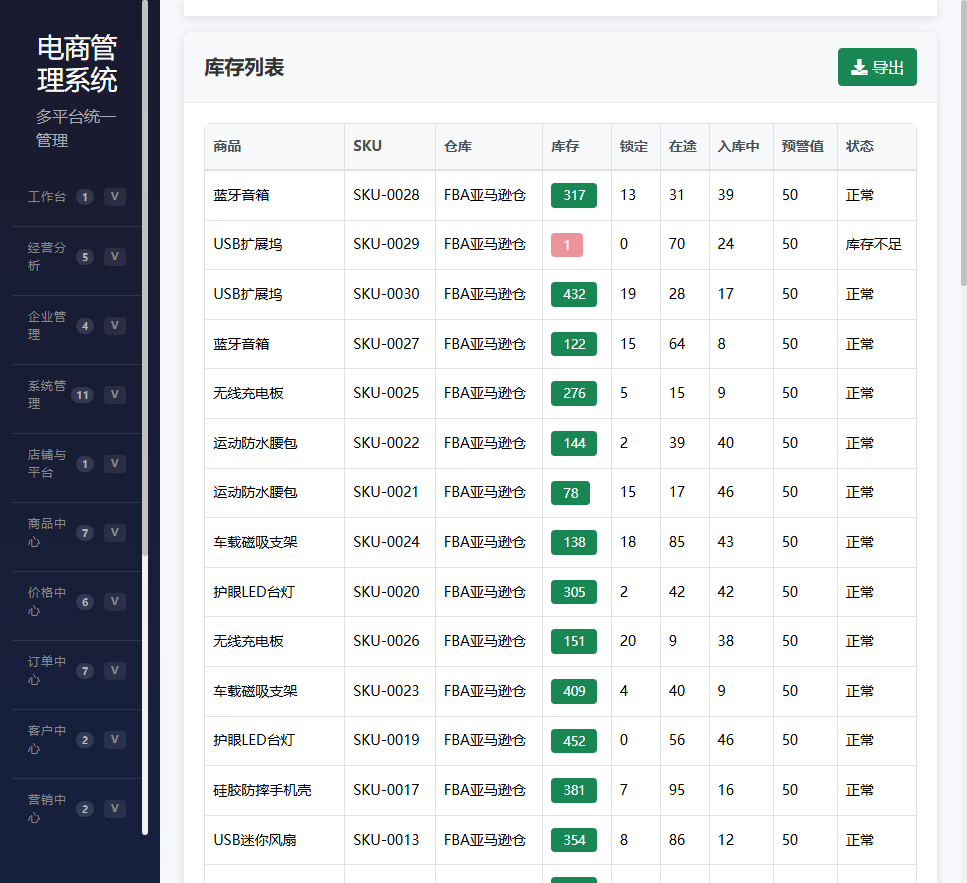 电商管
理系统
多平台统一
管理
工作台 1 V
经营分
析 5 V
企业管
理 4 V
系统管
理 11 V
店铺与
平台 1 V
商品中
心 7 V
价格中
心 6 V
订单中
心 7 V
客户中
心 2 V
营销中
心 2 V
库存列表 导出
商品 SKU 仓库 库存 锁定 在途 入库中 预警值 状态
蓝牙音箱 SKU-0028 FBA亚马逊仓 317 13 31 39 50 正常
USB扩展坞 SKU-0029 FBA亚马逊仓 1 0 70 24 50 库存不足
USB扩展坞 SKU-0030 FBA亚马逊仓 432 19 28 17 50 正常
蓝牙音箱 SKU-0027 FBA亚马逊仓 122 15 64 8 50 正常
无线充电板 SKU-0025 FBA亚马逊仓 276 5 15 9 50 正常
运动防水腰包 SKU-0022 FBA亚马逊仓 144 2 39 40 50 正常
运动防水腰包 SKU-0021 FBA亚马逊仓 78 15 17 46 50 正常
车载磁吸支架 SKU-0024 FBA亚马逊仓 138 18 85 43 50 正常
护眼LED台灯 SKU-0020 FBA亚马逊仓 305 2 42 42 50 正常
无线充电板 SKU-0026 FBA亚马逊仓 151 20 9 38 50 正常
车载磁吸支架 SKU-0023 FBA亚马逊仓 409 4 40 9 50 正常
护眼LED台灯 SKU-0019 FBA亚马逊仓 452 0 56 46 50 正常
硅胶防摔手机壳 SKU-0017 FBA亚马逊仓 381 7 95 16 50 正常
USB迷你风扇 SKU-0013 FBA亚马逊仓 354 8 86 12 50 正常